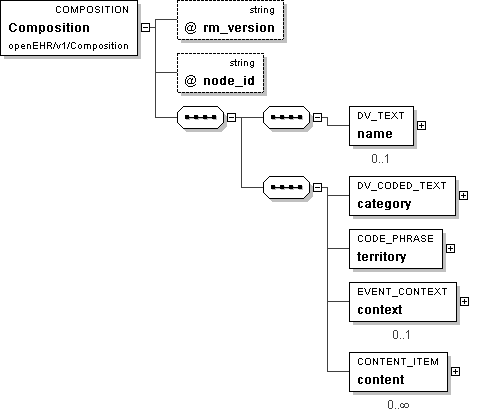 COMPOSITION
Composition
openEHR/v1/Composition
string
@ rm_version
string
@ node_id
DV_TEXT
name
0..1
DV_CODED_TEXT
category
CODE_PHRASE
territory
EVENT_CONTEXT
context
0..1
CONTENT_ITEM
content
0..∞